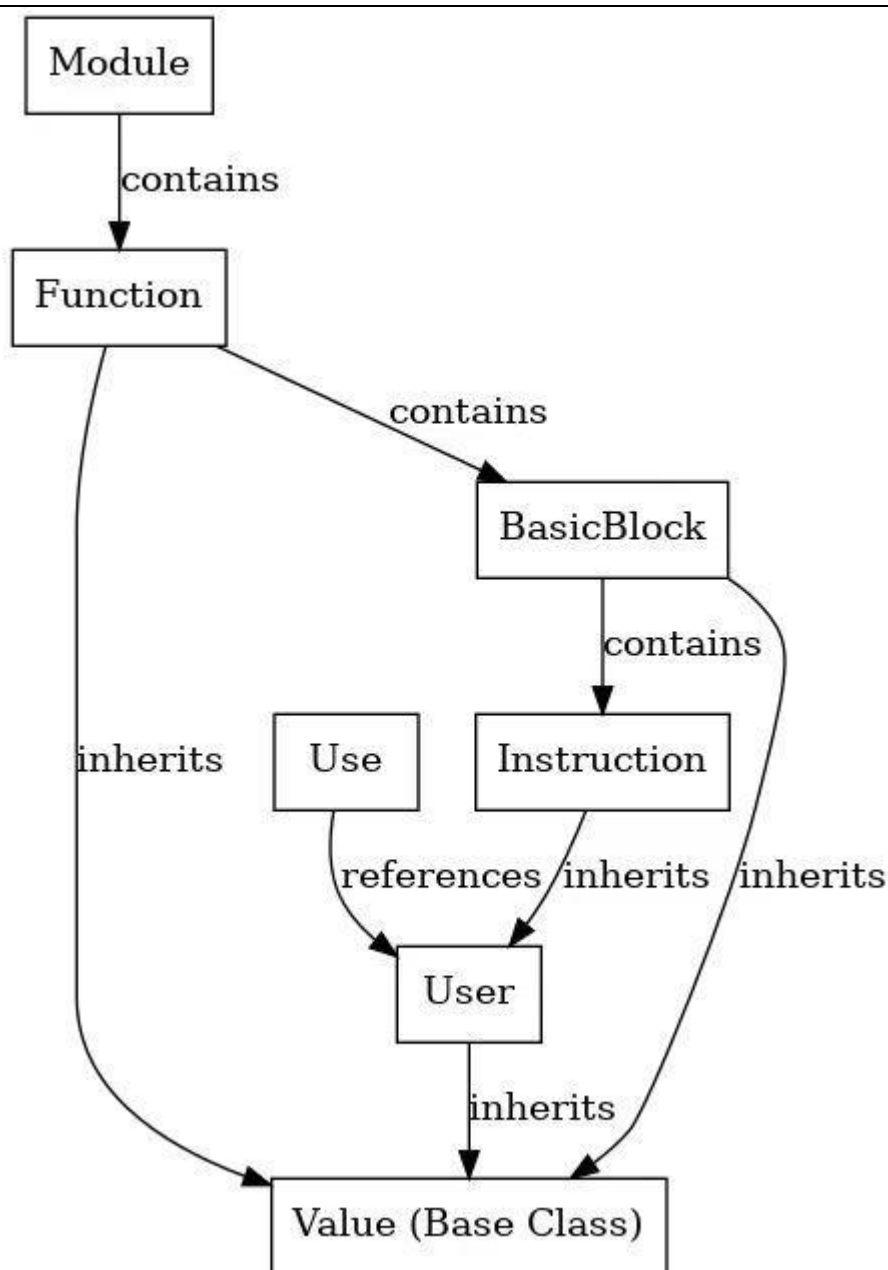 Module
contains
Function
contains
BasicBlock
contains
inherits
Use
Instruction
references
inherits
inherits
User
inherits
Value (Base Class)